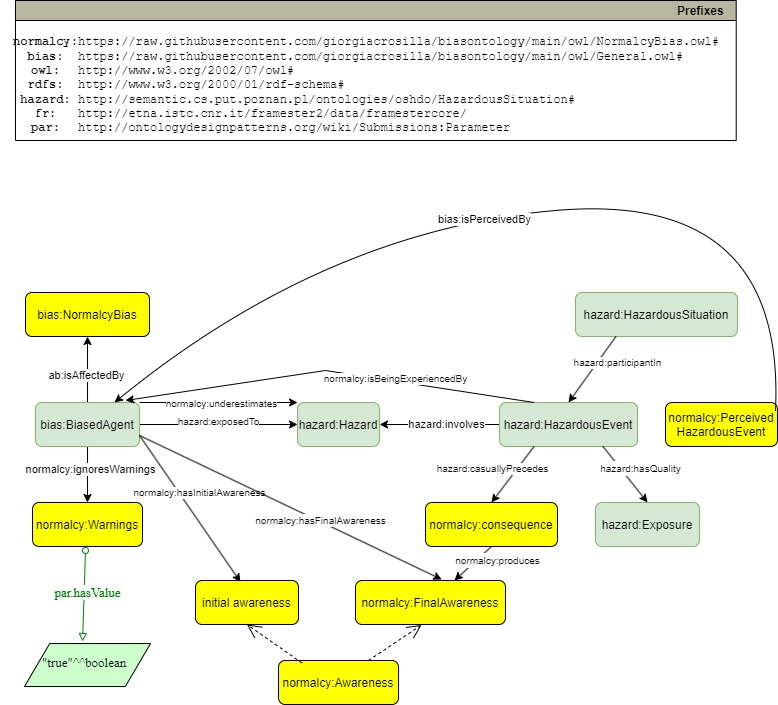 Prefixes
normalcy:https://raw.githubusercontent.com/giorgiacrosilla/biasontology/main/owl/NormalcyBias.owl#
bias: https://raw.githubusercontent.com/giorgiacrosilla/biasontology/main/owl/General.owl#
owl: http://www.w3.org/2002/07/owl#
rdfs: http://www.w3.org/2000/01/rdf-schema#
hazard: http://semantic.cs.put.poznan.pl/ontologies/oshdo/HazardousSituation#
fr: http://etna.istc.cnr.it/framester2/data/framestercore/
par: http://ontologydesignpatterns.org/wiki/Submissions:Parameter
bias:isPerceivedBy
bias:NormalcyBias
hazard:HazardousSituation
hazard:participantIn
ab:isAffectedBy
normalcy:isBeingExperiencedBy
normalcy:underestimates
bias:BiasedAgent
hazard:exposedTo
hazard:Hazard
hazard:involves
hazard:HazardousEvent
normalcy:Perceived
HazardousEvent
normalcy:ignoresWarnings
hazard:casuallyPrecedes
hazard:hasQuality
normalcy:hasInitialAwareness
normalcy:hasFinalAwareness
normalcy:Warnings
normalcy:consequence
hazard:Exposure
normalcy:produces
par.hasValue
initial awareness
normalcy:FinalAwareness
"true"^^boolean
normalcy:Awareness